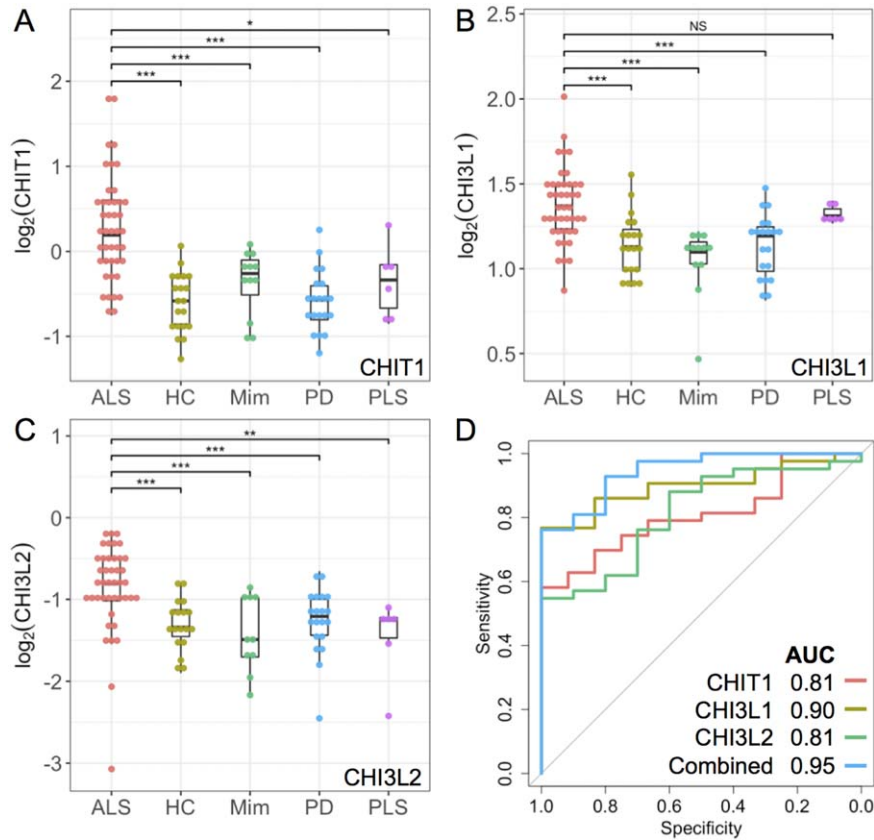 A
*
***
***
***
log2(CHIT1)
2
1
0
-1
ALS HC Mim PD PLS
CHIT1
B
NS
***
***
***
log2(CHI3L1)
2.5
2.0
1.5
1.0
0.5
ALS HC Mim PD PLS
CHI3L1
C
**
***
***
***
log2(CHI3L2)
1
0
-1
-2
-3
ALS HC Mim PD PLS
CHI3L2
D
Sensitivity
1.0
0.8
0.6
0.4
0.2
0.0
AUC
CHIT1 0.81
CHI3L1 0.90
CHI3L2 0.81
Combined 0.95
1.0 0.8 0.6 0.4 0.2 0.0
Specificity